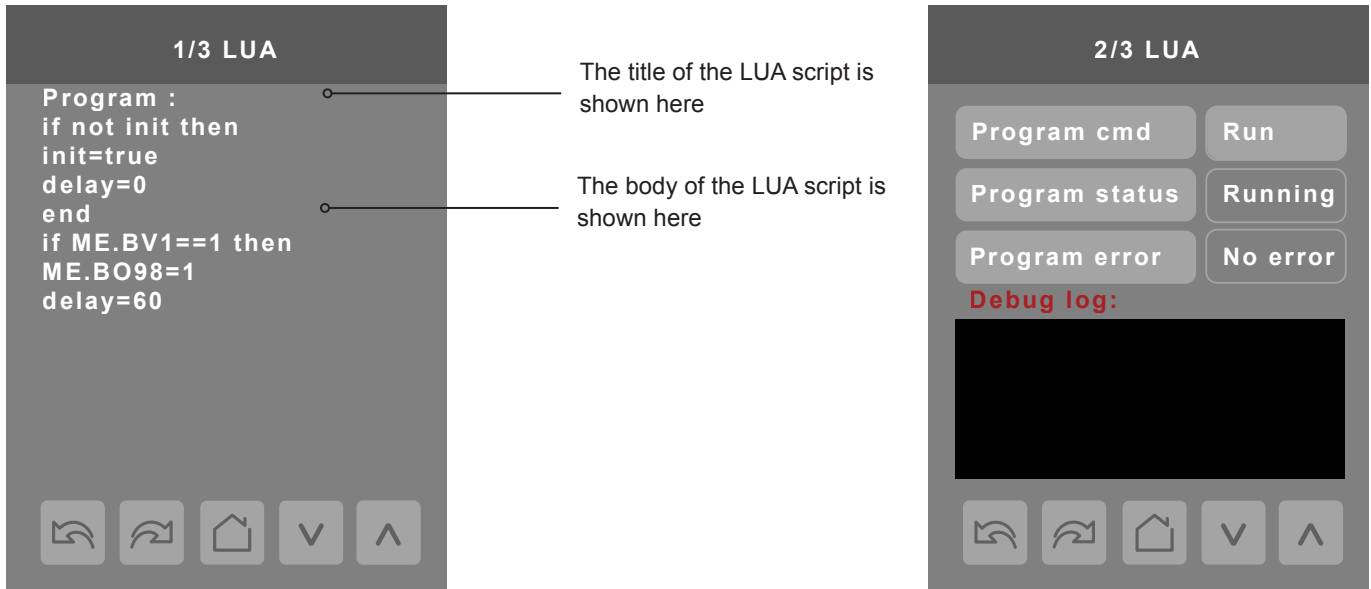 1/3 LUA
Program :
if not init then
init=true
delay=0
end
if ME.BV1==1 then
ME.BO98=1
delay=60
The title of the LUA script is
shown here
The body of the LUA script is
shown here
2/3 LUA
Program cmd Run
Program status Running
Program error No error
Debug log: